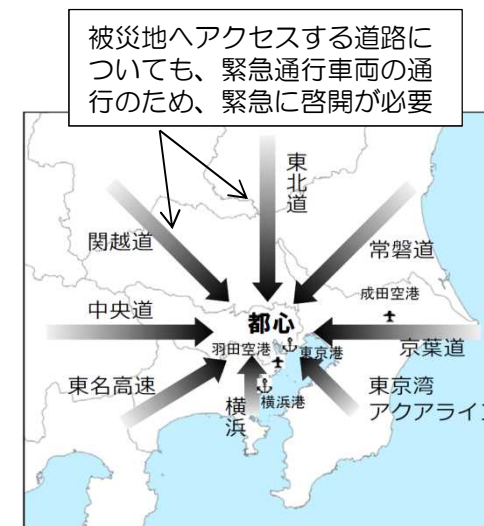 被災地へアクセスする道路に
ついても、緊急通行車両の通
行のため、緊急に啓開が必要
東北道
関越道
常磐道
成田空港
中央道
都心
羽田空港
東京港
京葉道
東名高速
横浜
横浜港
東京湾
アクアライン